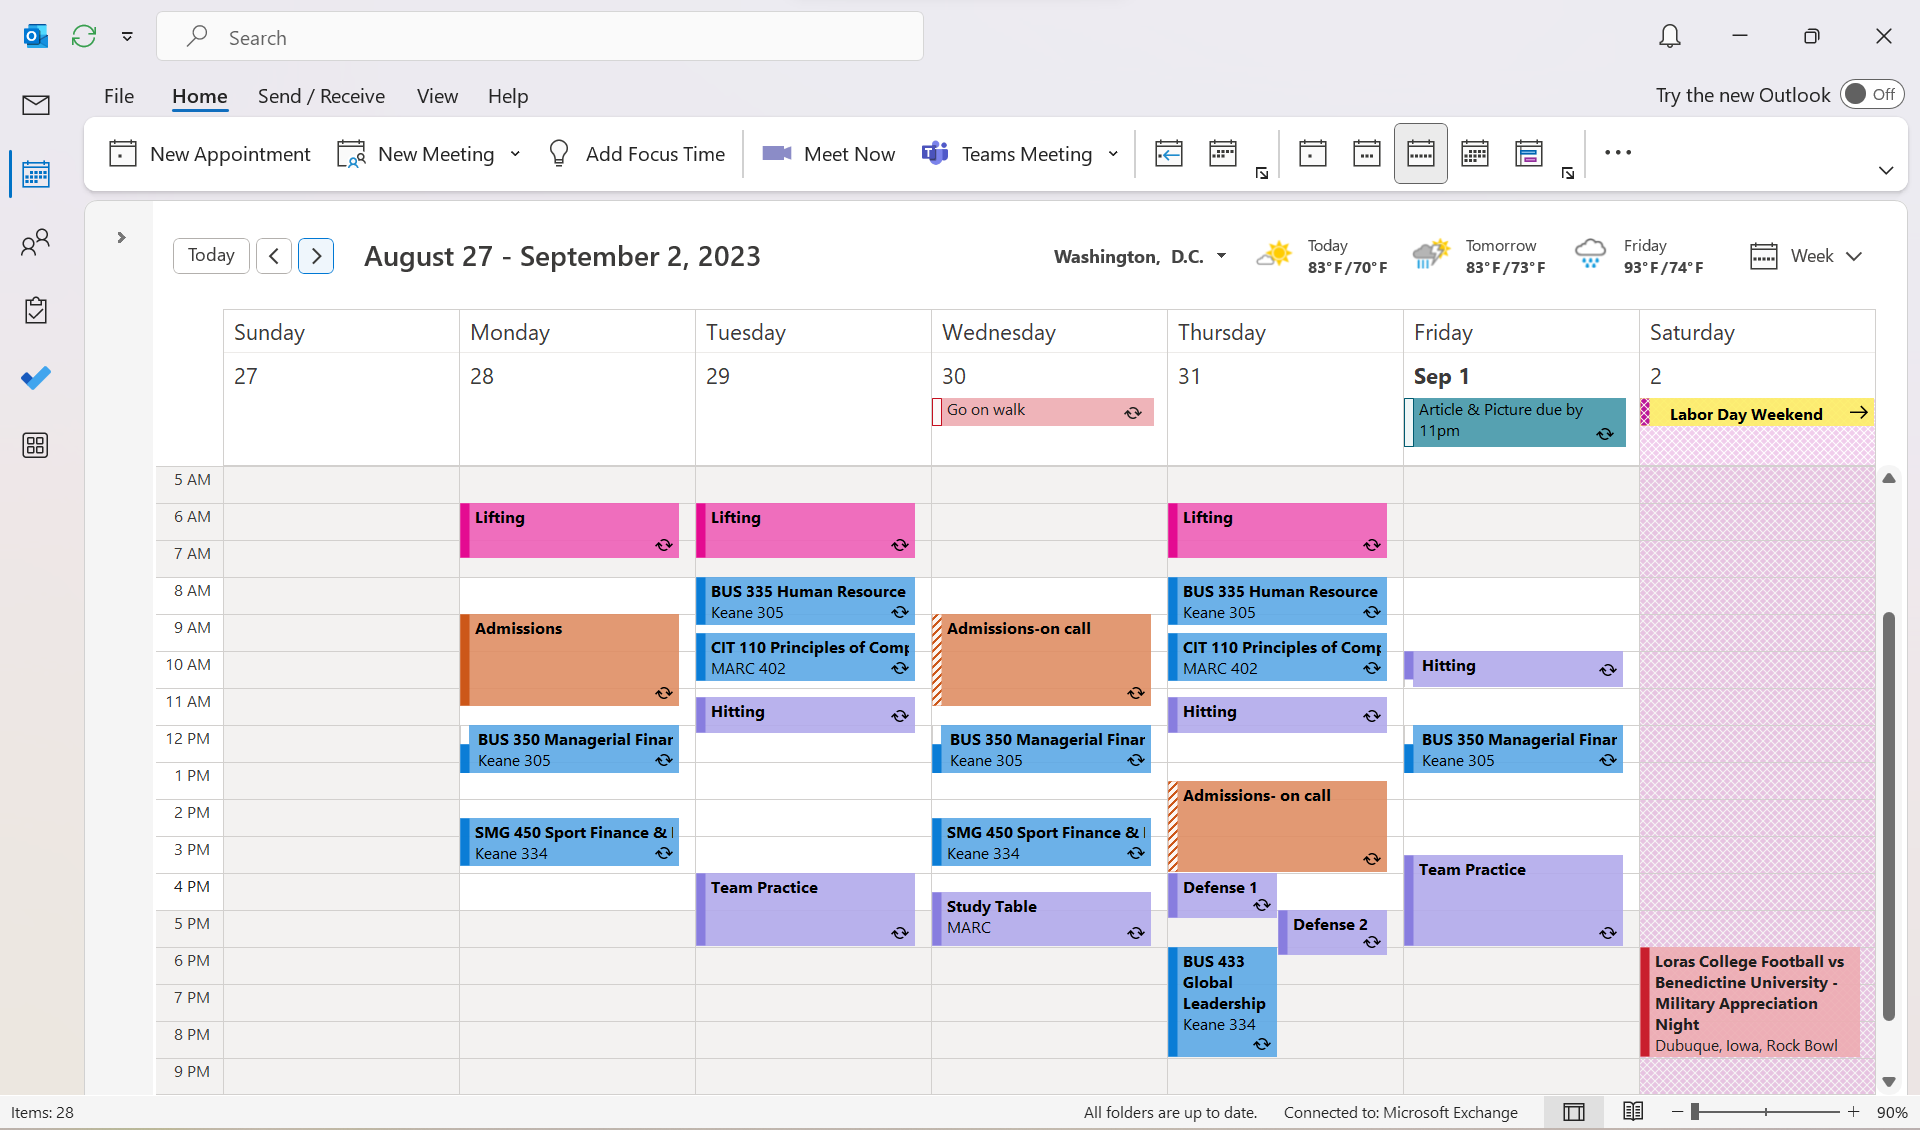 Search
File Home Send / Receive View Help
Try the new Outlook Off
New Appointment New Meeting Add Focus Time Meet Now Teams Meeting
Today August 27 - September 2, 2023
Washington, D.C.
Today
83°F/70°F
Tomorrow
83°F/73°F
Friday
93°F/74°F
Week
Sunday Monday Tuesday Wednesday Thursday Friday Saturday
27 28 29 30 31 Sep 1 2
Go on walk
Article & Picture due by
11pm
Labor Day Weekend
5 AM
6 AM
7 AM
8 AM
9 AM
10 AM
11 AM
12 PM
1 PM
2 PM
3 PM
4 PM
5 PM
6 PM
7 PM
8 PM
9 PM
Lifting
Admissions
BUS 350 Managerial Finar
Keane 305
SMG 450 Sport Finance &
Keane 334
Lifting
BUS 335 Human Resource
Keane 305
CIT 110 Principles of Comp
MARC 402
Hitting
Team Practice
Admissions-on call
BUS 350 Managerial Finar
Keane 305
SMG 450 Sport Finance &
Keane 334
Study Table
MARC
Lifting
BUS 335 Human Resource
Keane 305
CIT 110 Principles of Comp
MARC 402
Hitting
Admissions- on call
Defense 1
Defense 2
BUS 433
Global
Leadership
Keane 334
Hitting
BUS 350 Managerial Finar
Keane 305
Team Practice
Loras College Football vs
Benedictine University -
Military Appreciation
Night
Dubuque, Iowa, Rock Bowl
Items: 28 All folders are up to date. Connected to: Microsoft Exchange 90%